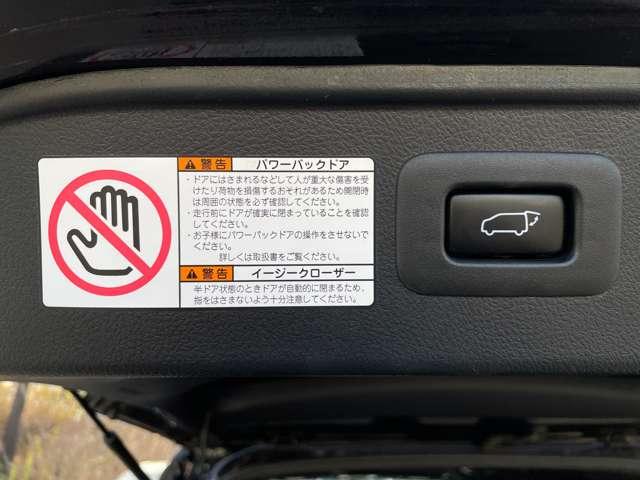 警告 パワーバックドア
・ドアにはさまれるなどして人が重大な傷害を受
けたり荷物を損傷するおそれがあるため開閉時
は周囲の状態を必ず確認してください。
・走行前にドアが確実に閉まっていることを確認
してください。
・お子様にパワーバックドアの操作をさせないで
ください。
詳しくは取扱書をご覧ください。
警告 イージークローザー
半ドア状態のときドアが自動的に閉まるため、
指をはさまないよう十分注意してください。